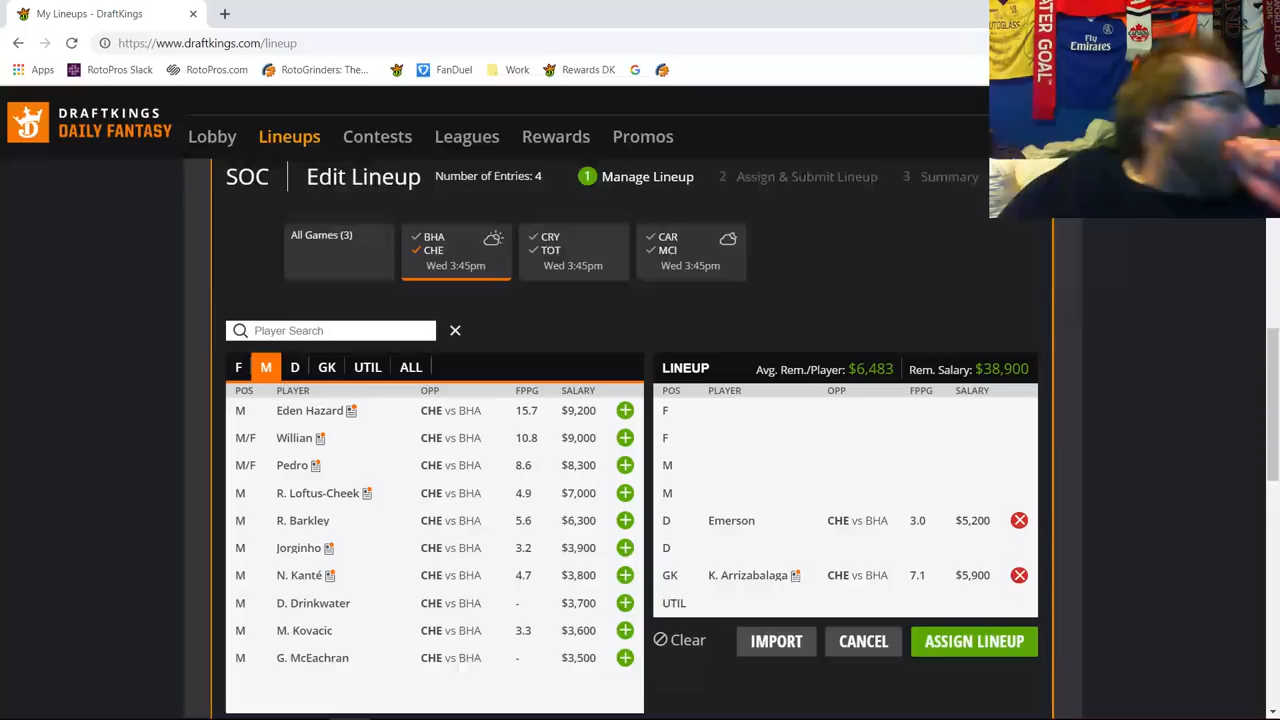 My Lineups - DraftKings
https://www.draftkings.com/lineup
Apps RotoPros Slack RotoPros.com RotoGrinders:The... FanDuel Work Rewards DK
DRAFTKINGS
DAILY FANTASY
Lobby Lineups Contests Leagues Rewards Promos
SOC Edit Lineup Number of Entries: 4 1 Manage Lineup 2 Assign & Submit Lineup 3 Summary
All Games (3)
BHA
CHE
Wed 3:45pm
CRY
TOT
Wed 3:45pm
CAR
MCI
Wed 3:45pm
Player Search
F M D GK UTIL ALL
POS PLAYER OPP FPPG SALARY
M Eden Hazard CHE vs BHA 15.7 $9,200
M/F Willian CHE vs BHA 10.8 $9,000
M/F Pedro CHE vs BHA 8.6 $8,300
M R. Loftus-Cheek CHE vs BHA 4.9 $7,000
M R. Barkley CHE vs BHA 5.6 $6,300
M Jorginho CHE vs BHA 3.2 $3,900
M N. Kanté CHE vs BHA 4.7 $3,800
M D. Drinkwater CHE vs BHA - $3,700
M M. Kovacic CHE vs BHA 3.3 $3,600
M G. McEachran CHE vs BHA - $3,500
LINEUP Avg. Rem./Player: $6,483 Rem. Salary: $38,900
POS PLAYER OPP FPPG SALARY
F
F
M
M
D Emerson CHE vs BHA 3.0 $5,200
D
GK K. Arrizabalaga CHE vs BHA 7.1 $5,900
UTIL
Clear IMPORT CANCEL ASSIGN LINEUP
ATER GOAL
Fly
Emirates